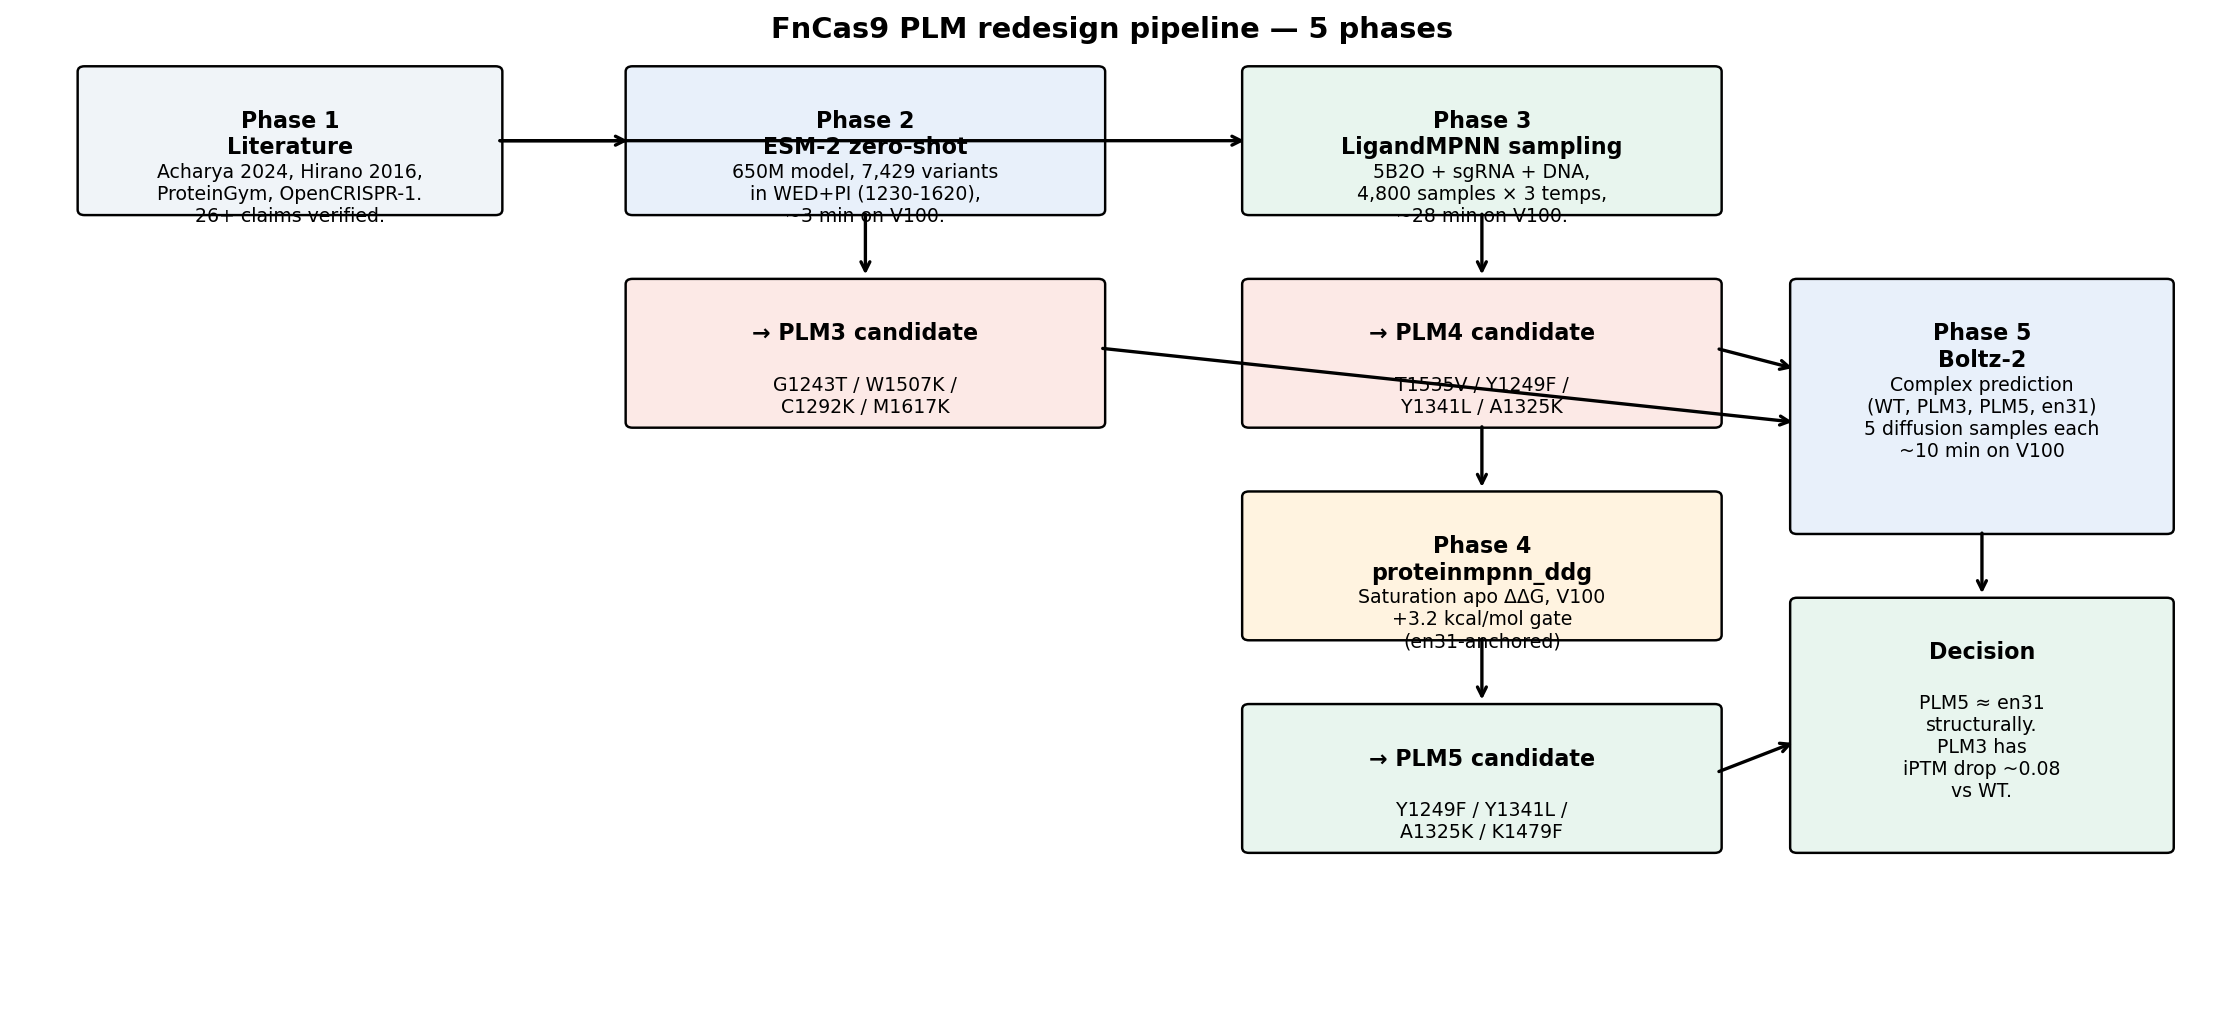 FnCas9 PLM redesign pipeline — 5 phases
Phase 1
Literature
Acharya 2024, Hirano 2016,
ProteinGym, OpenCRISPR-1.
26+ claims verified.
Phase 2
ESM-2 zero-shot
650M model, 7,429 variants
in WED+PI (1230-1620),
~3 min on V100.
Phase 3
LigandMPNN sampling
5B2O + sgRNA + DNA,
4,800 samples × 3 temps,
~28 min on V100.
→ PLM3 candidate
G1243T / W1507K /
C1292K / M1617K
→ PLM4 candidate
T1535V / Y1249F /
Y1341L / A1325K
Phase 5
Boltz-2
Complex prediction
(WT, PLM3, PLM5, en31)
5 diffusion samples each
~10 min on V100
Phase 4
proteinmpnn_ddg
Saturation apo ΔΔG, V100
+3.2 kcal/mol gate
(en31-anchored)
Decision
PLM5 ≈ en31
structurally.
PLM3 has
iPTM drop ~0.08
vs WT.
→ PLM5 candidate
Y1249F / Y1341L /
A1325K / K1479F